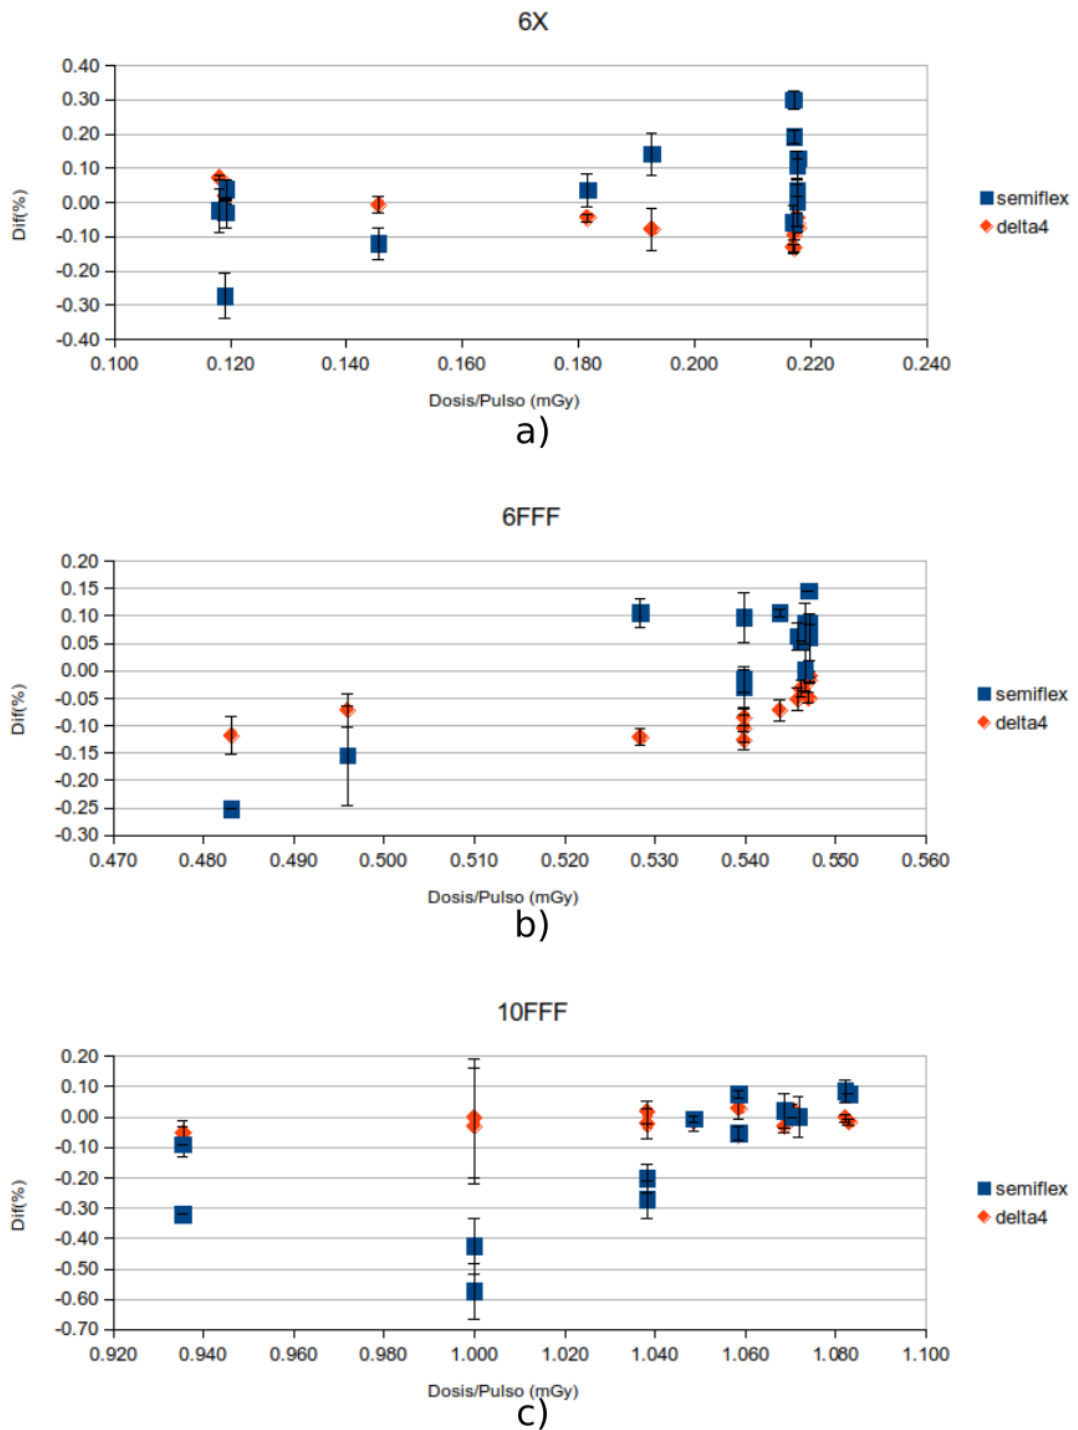 6X
0.40
0.30
0.20
0.10
0.00
-0.10
-0.20
-0.30
-0.40
Dif(%)
0.100 0.120 0.140 0.160 0.180 0.200 0.220 0.240
Dosis/Pulso (mGy)
semiflex
delta4
a)
6FFF
0.20
0.15
0.10
0.05
0.00
-0.05
-0.10
-0.15
-0.20
-0.25
-0.30
Dif(%)
0.470 0.480 0.490 0.500 0.510 0.520 0.530 0.540 0.550 0.560
Dosis/Pulso (mGy)
semiflex
delta4
b)
10FFF
0.20
0.10
0.00
-0.10
-0.20
-0.30
-0.40
-0.50
-0.60
-0.70
Dif(%)
0.920 0.940 0.960 0.980 1.000 1.020 1.040 1.060 1.080 1.100
Dosis/Pulso (mGy)
semiflex
delta4
c)